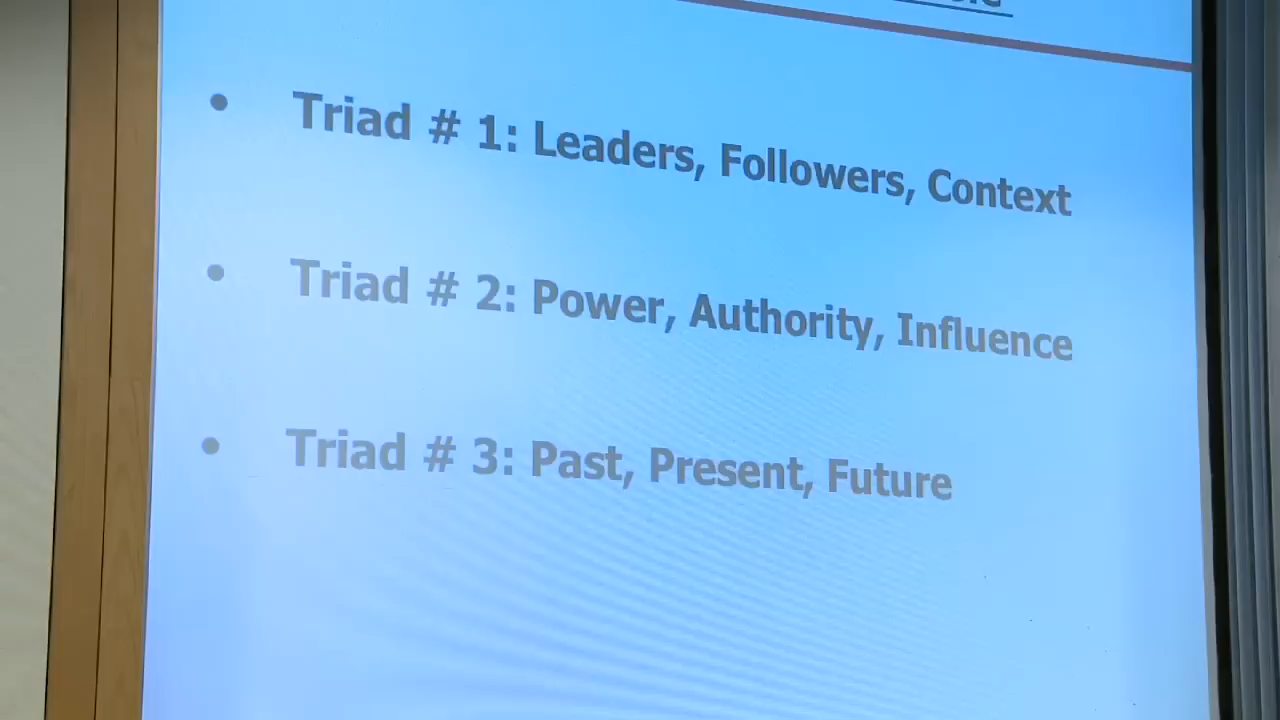 • Triad # 1: Leaders, Followers, Context
• Triad # 2: Power, Authority, Influence
• Triad # 3: Past, Present, Future